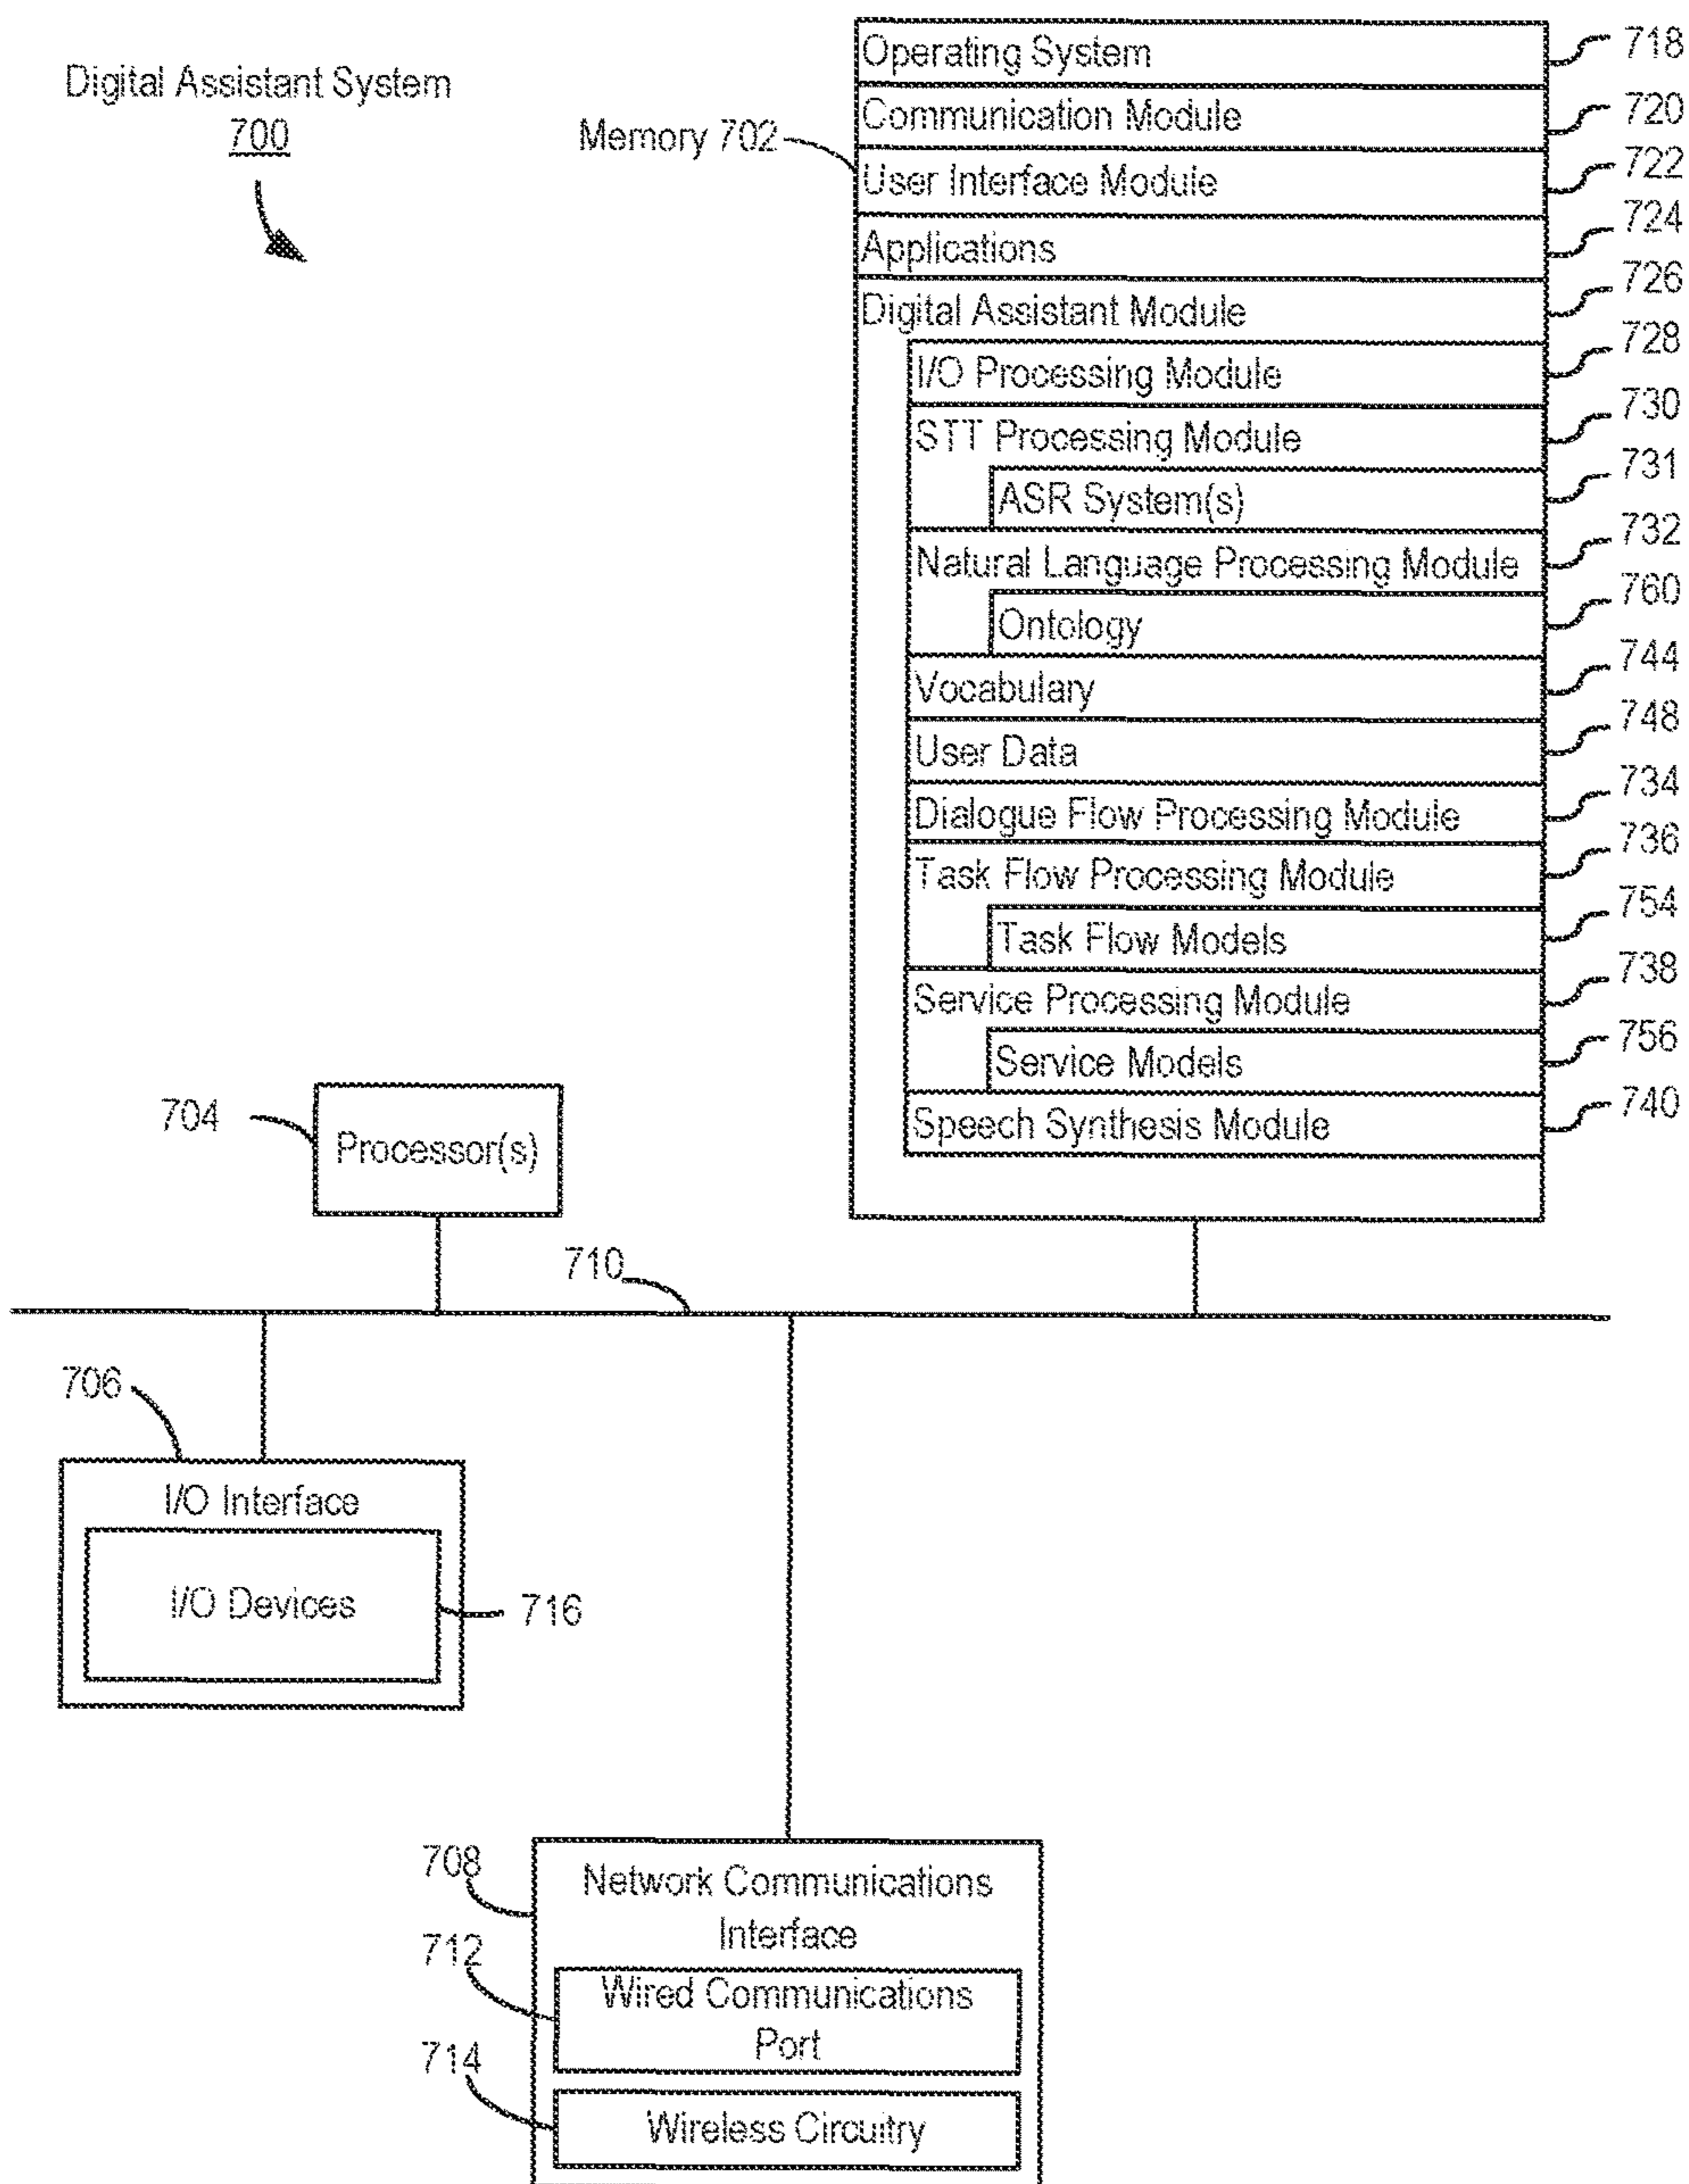 Digital Assistant System
700
Memory 702
Operating System 718
Communication Module 720
User Interface Module 722
Applications 724
Digital Assistant Module 726
I/O Processing Module 728
STT Processing Module 730
ASR System(s) 731
Natural Language Processing Module 732
Ontology 760
Vocabulary 744
User Data 748
Dialogue Flow Processing Module 734
Task Flow Processing Module 736
Task Flow Models 754
Service Processing Module 738
Service Models 756
Speech Synthesis Module 740
704
Processor(s)
710
706
I/O Interface
I/O Devices
716
708
Network Communications
Interface
712
Wired Communications
Port
714
Wireless Circuitry